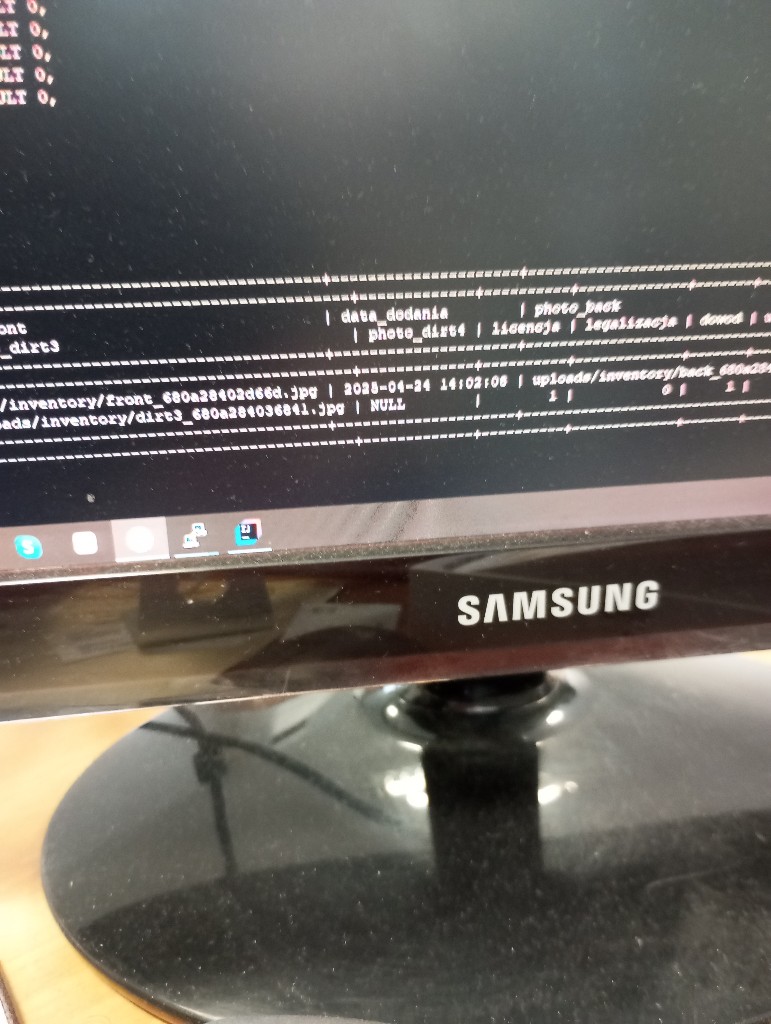 LT 0,
LT 0,
LT 0,
ULT 0,
ULT 0,
ont | data_dodania | photo_back
_dirt3 | photo_dirt4 | licencja | legalizacja | dowod |
/inventory/front_680a28402d66d.jpg | 2025-04-24 14:02:08 | uploads/inventory/back_680a284
ads/inventory/dirt3_680a284036841.jpg | NULL | 1 | 0 | 1 |
S
IJ
SAMSUNG